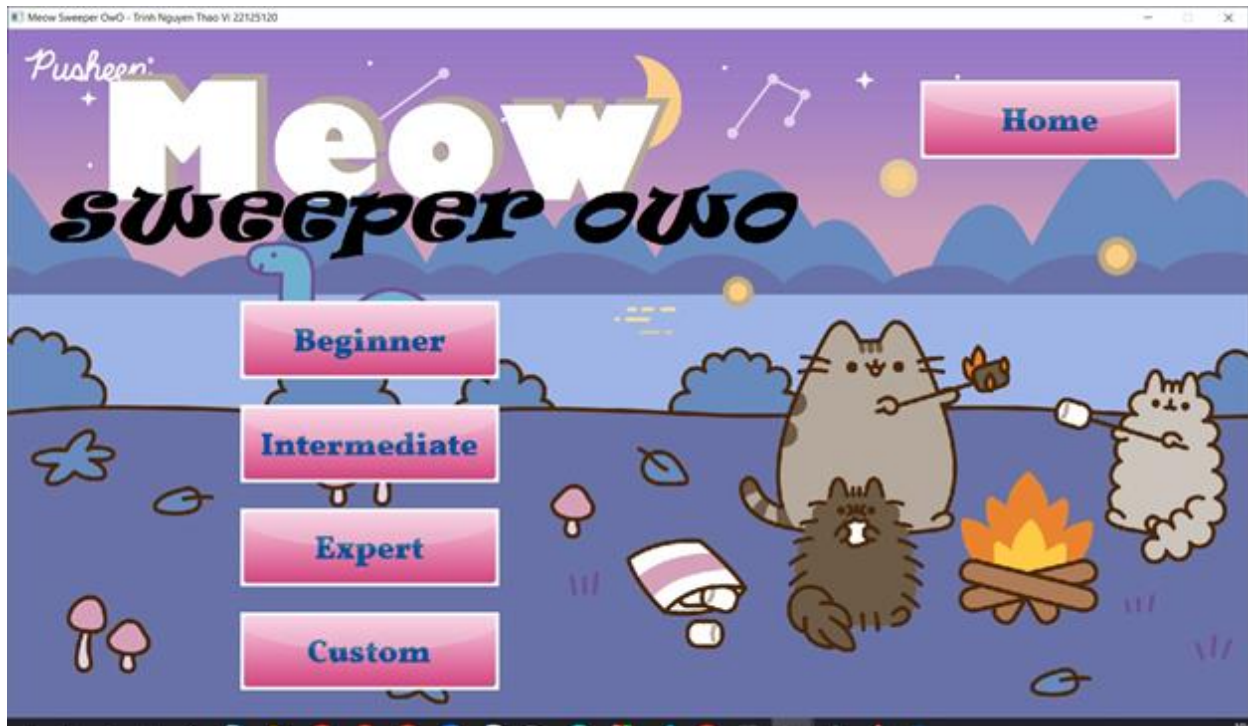 Meow Sweeper OwO - Trinh Nguyen Thao Vi 22125120
Pusheen:
Meow
sweeper owo
Home
Beginner
Intermediate
Expert
Custom